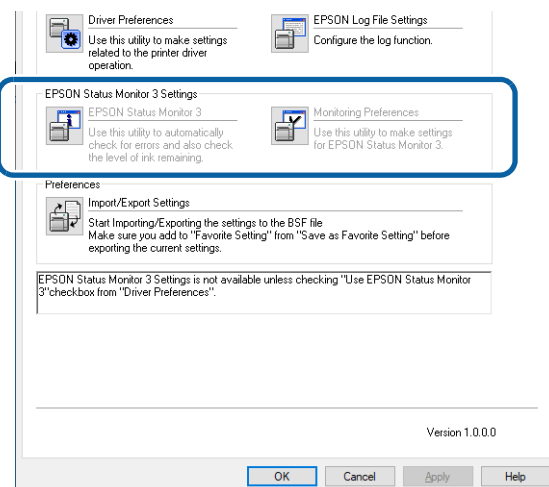 Driver Preferences
Use this utility to make settings
related to the printer driver
operation.
EPSON Log File Settings
Configure the log function.
EPSON Status Monitor 3 Settings
EPSON Status Monitor 3
Use this utility to automatically
check for errors and also check
the level of ink remaining.
Monitoring Preferences
Use this utility to make settings
for EPSON Status Monitor 3.
Preferences
Import/Export Settings
Start Importing/Exporting the settings to the BSF file
Make sure you add to "Favorite Setting" from "Save as Favorite Setting" before
exporting the current settings.
EPSON Status Monitor 3 Settings is not available unless checking "Use EPSON Status Monitor
3"checkbox from "Driver Preferences".
Version 1.0.0.0
OK Cancel Apply Help